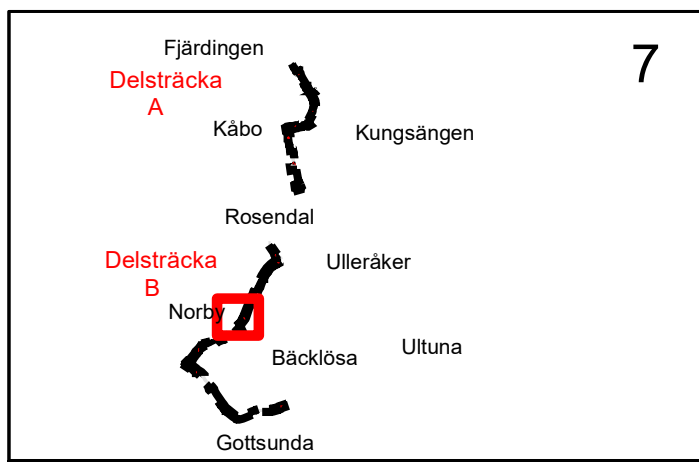 Fjärdingen
7
Delsträcka
A
Kåbo
Kungsängen
Rosendal
Delsträcka
B
Ulleråker
Norby
Ultuna
Bäcklösa
Gottsunda